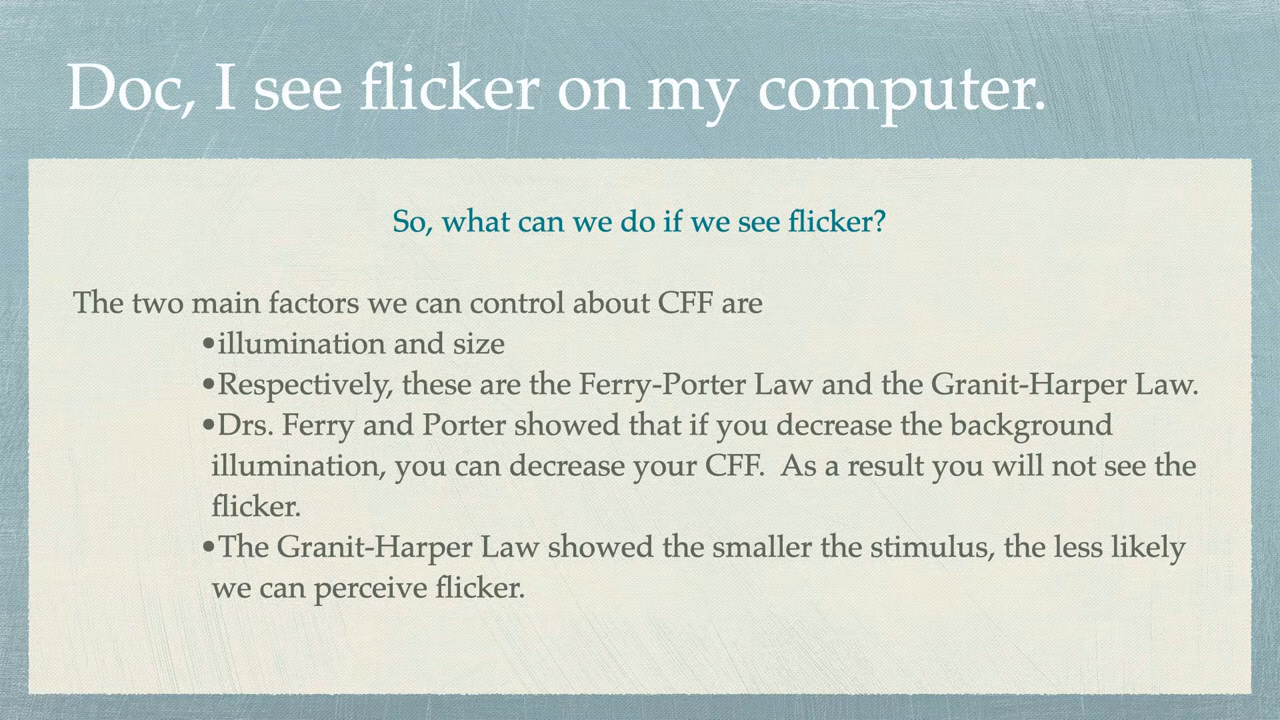 Doc, I see flicker on my computer.
So, what can we do if we see flicker?
The two main factors we can control about CFF are
•illumination and size
•Respectively, these are the Ferry-Porter Law and the Granit-Harper Law.
•Drs. Ferry and Porter showed that if you decrease the background
illumination, you can decrease your CFF.  As a result you will not see the
flicker.
•The Granit-Harper Law showed the smaller the stimulus, the less likely
we can perceive flicker.